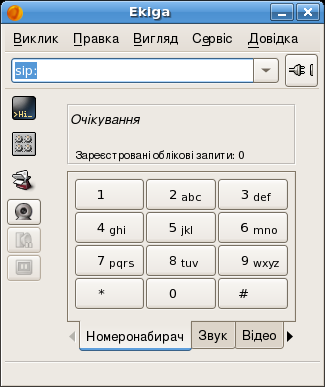 Ekiga
Виклик Правка Вигляд Сервіс Довідка
sip:
>Hi_
Очікування
Зареєстровані облікові запити: 0
1 2 abc 3 def
4 ghi 5 jkl 6 mno
7 pqrs 8 tuv 9 wxyz
* 0 #
Номеронабирач Звук Відео